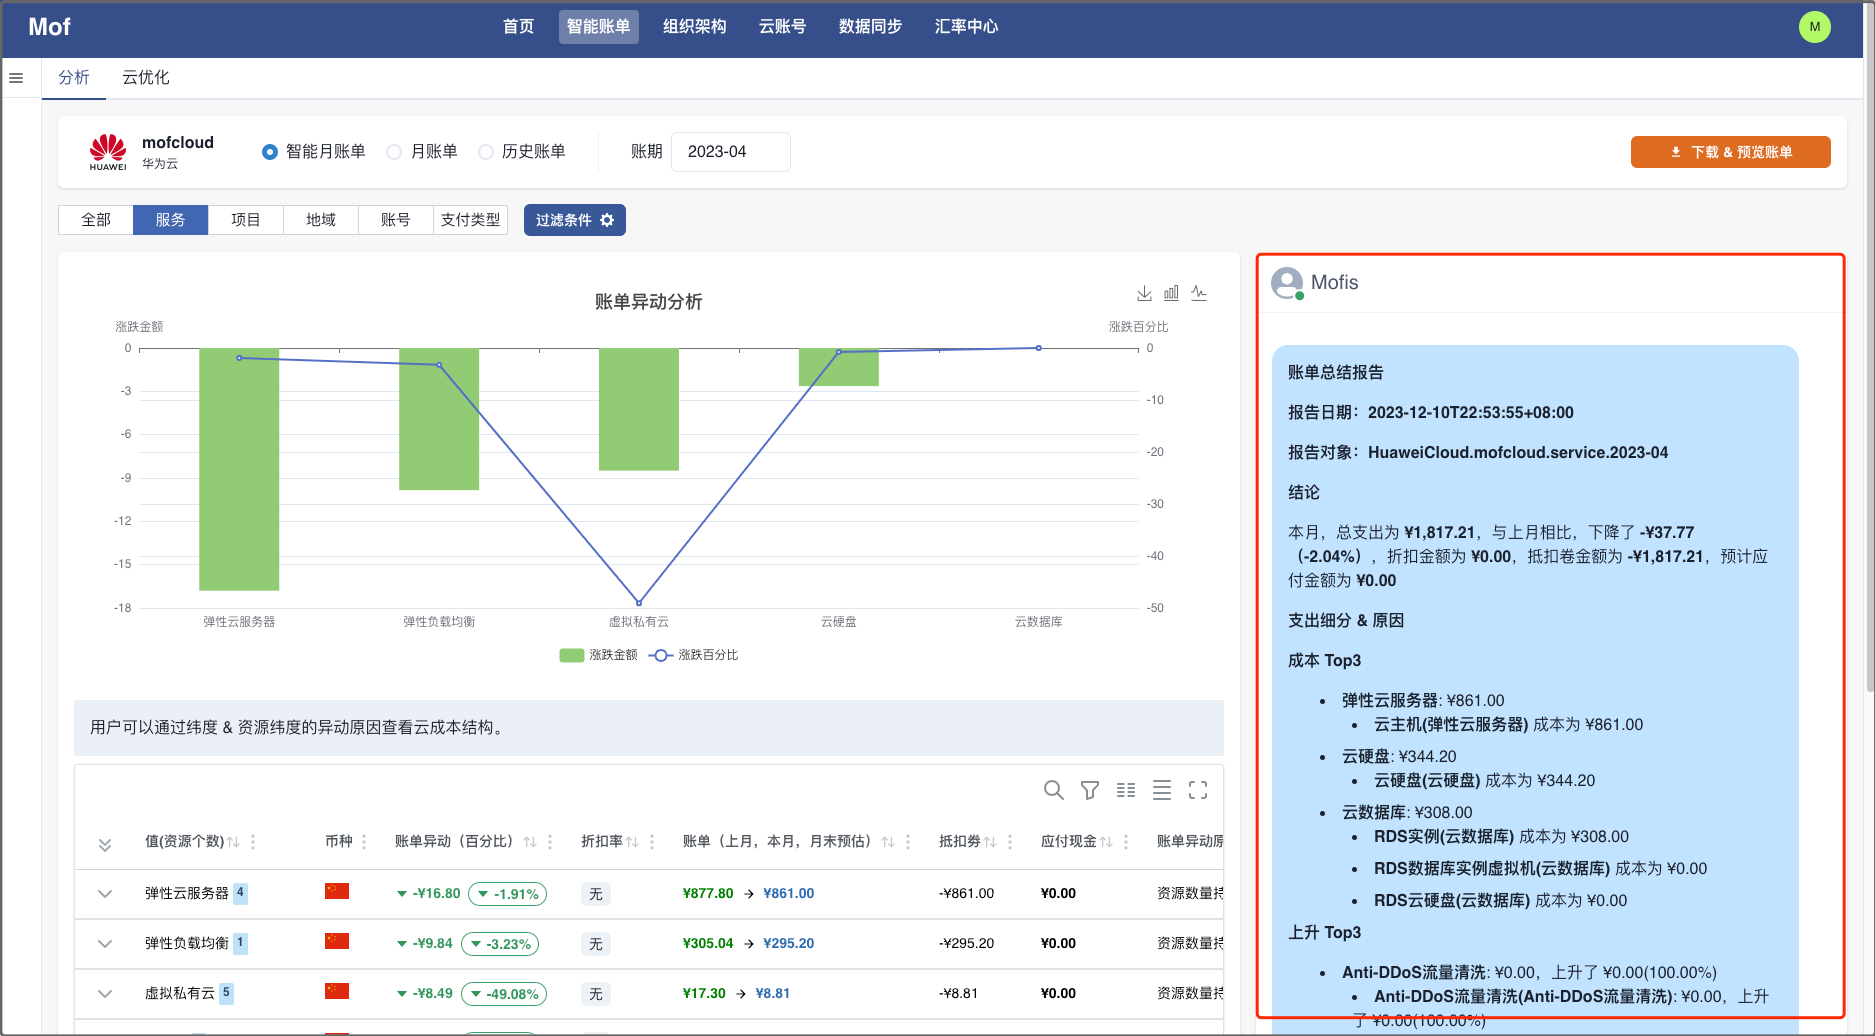 Mof
首页 智能账单 组织架构 云账号 数据同步 汇率中心
M
分析 云优化
HUAWEI
mofcloud
华为云
智能月账单 月账单 历史账单
账期 2023-04
下载 & 预览账单
全部 服务 项目 地域 账号 支付类型
过滤条件
账单异动分析
涨跌金额
涨跌百分比
0
-3
-6
-9
-12
-15
-18
0
-10
-20
-30
-40
-50
弹性云服务器 弹性负载均衡 虚拟私有云 云硬盘 云数据库
涨跌金额 涨跌百分比
用户可以通过纬度 & 资源纬度的异动原因查看云成本结构。
值(资源个数) 币种 账单异动（百分比） 折扣率 账单（上月，本月，月末预估） 抵扣券 应付现金 账单异动原
弹性云服务器 4 -¥16.80 -1.91% 无 ¥877.80 → ¥861.00 -¥861.00 ¥0.00 资源数量持
弹性负载均衡 1 -¥9.84 -3.23% 无 ¥305.04 → ¥295.20 -¥295.20 ¥0.00 资源数量持
虚拟私有云 5 -¥8.49 -49.08% 无 ¥17.30 → ¥8.81 -¥8.81 ¥0.00 资源数量持
Mofis
账单总结报告
报告日期：2023-12-10T22:53:55+08:00
报告对象：HuaweiCloud.mofcloud.service.2023-04
结论
本月，总支出为 ¥1,817.21，与上月相比，下降了 -¥37.77
（-2.04%），折扣金额为 ¥0.00，抵扣卷金额为 -¥1,817.21，预计应
付金额为 ¥0.00
支出细分 & 原因
成本 Top3
• 弹性云服务器: ¥861.00
• 云主机(弹性云服务器) 成本为 ¥861.00
• 云硬盘: ¥344.20
• 云硬盘(云硬盘) 成本为 ¥344.20
• 云数据库: ¥308.00
• RDS实例(云数据库) 成本为 ¥308.00
• RDS数据库实例虚拟机(云数据库) 成本为 ¥0.00
• RDS云硬盘(云数据库) 成本为 ¥0.00
上升 Top3
• Anti-DDoS流量清洗: ¥0.00，上升了 ¥0.00(100.00%)
• Anti-DDoS流量清洗(Anti-DDoS流量清洗): ¥0.00，上升
了 ¥0.00(100.00%)